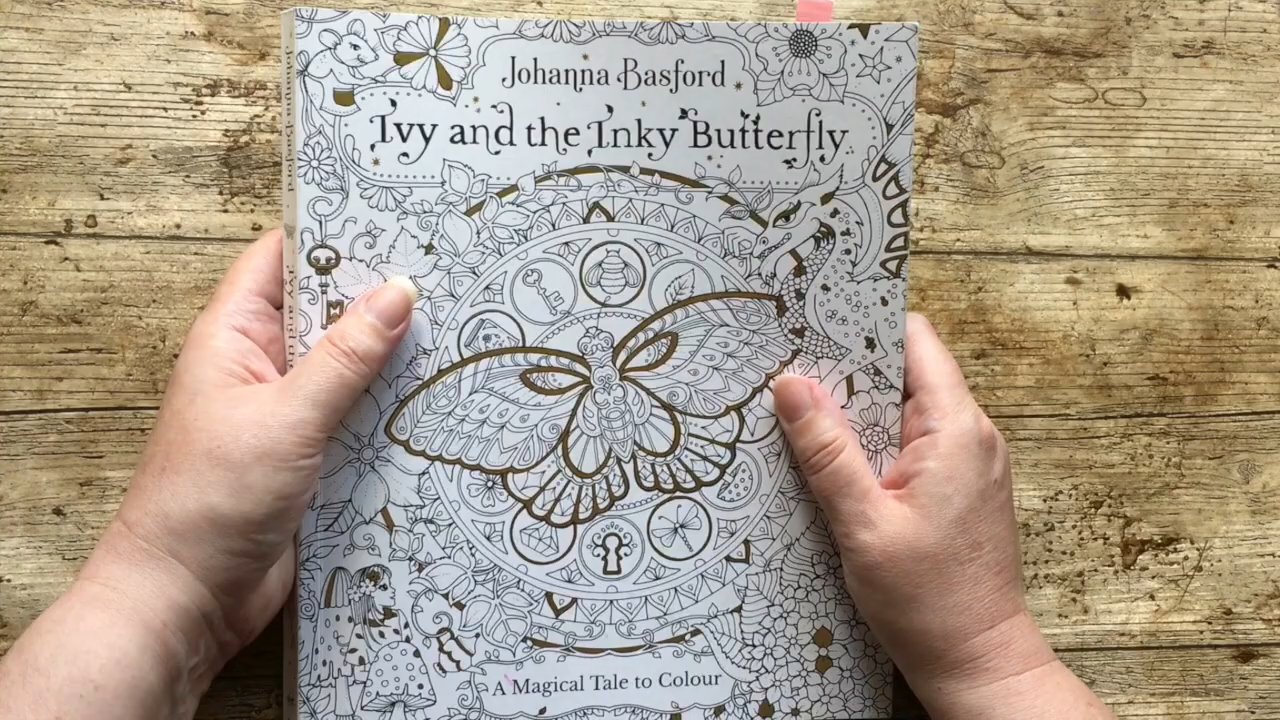 Johanna Basford
Ivy and the Inky Butterfly
A Magical Tale to Colour